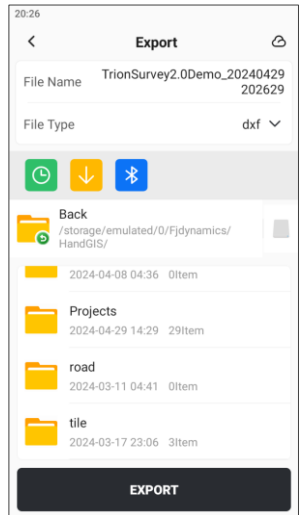 20:26
Export
File Name
TrionSurvey2.0Demo_20240429
202629
File Type
dxf
Back
/storage/emulated/0/Fjdynamics/
HandGIS/
2024-04-08 04:36 0Item
Projects
2024-04-29 14:29 29Item
road
2024-03-11 04:41 0Item
tile
2024-03-17 23:06 3Item
EXPORT